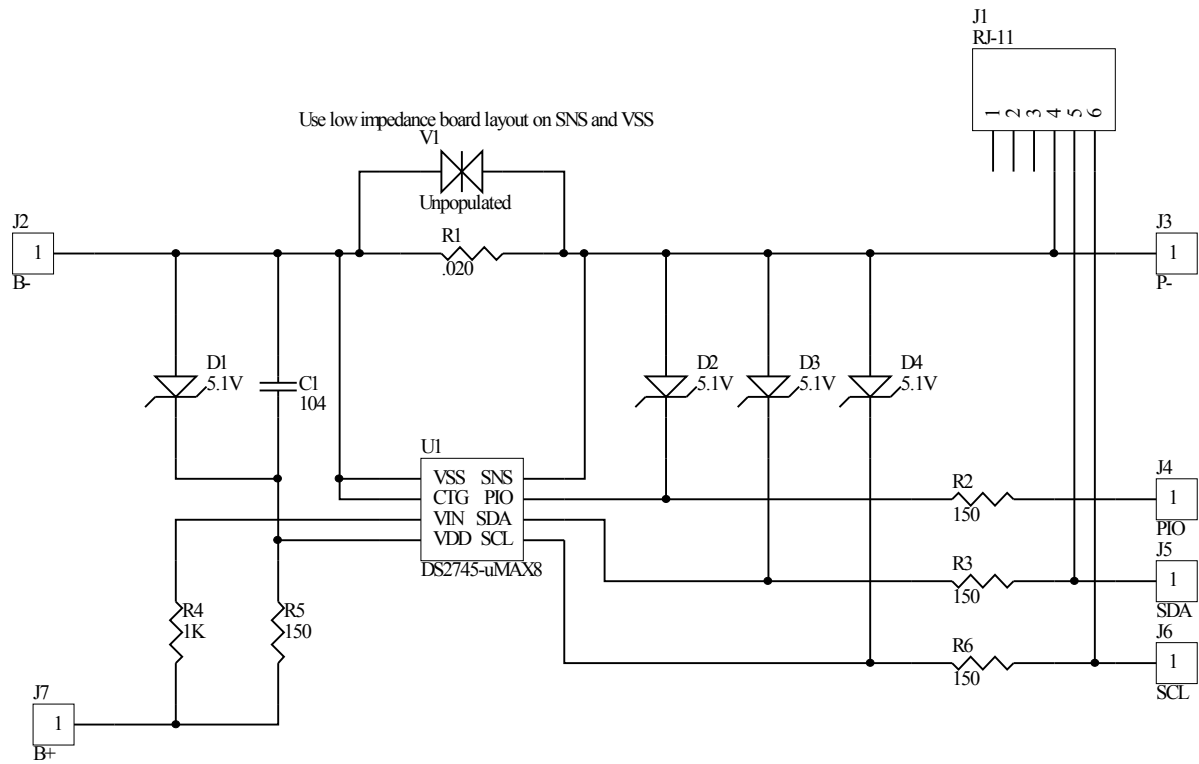 J1
RJ-11
1
2
3
4
5
6
Use low impedance board layout on SNS and VSS
V1
Unpopulated
J2
1
B-
R1
.020
J3
1
P-
D1
5.1V
C1
104
D2
5.1V
D3
5.1V
D4
5.1V
U1
VSS SNS
CTG PIO
VIN SDA
VDD SCL
DS2745-uMAX8
R2
150
J4
1
PIO
R3
150
J5
1
SDA
R4
1K
R5
150
R6
150
J6
1
SCL
J7
1
B+